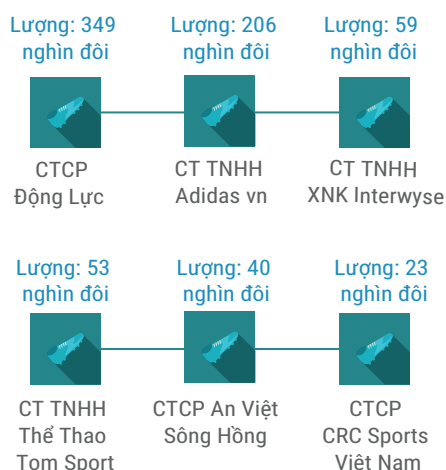 Lượng: 349
nghìn đôi
Lượng: 206
nghìn đôi
Lượng: 59
nghìn đôi
CTCP
Động Lực
CT TNHH
Adidas vn
CT TNHH
XNK Interwyse
Lượng: 53
nghìn đôi
Lượng: 40
nghìn đôi
Lượng: 23
nghìn đôi
CT TNHH
Thể Thao
Tom Sport
CTCP An Việt
Sông Hồng
CTCP
CRC Sports
Việt Nam